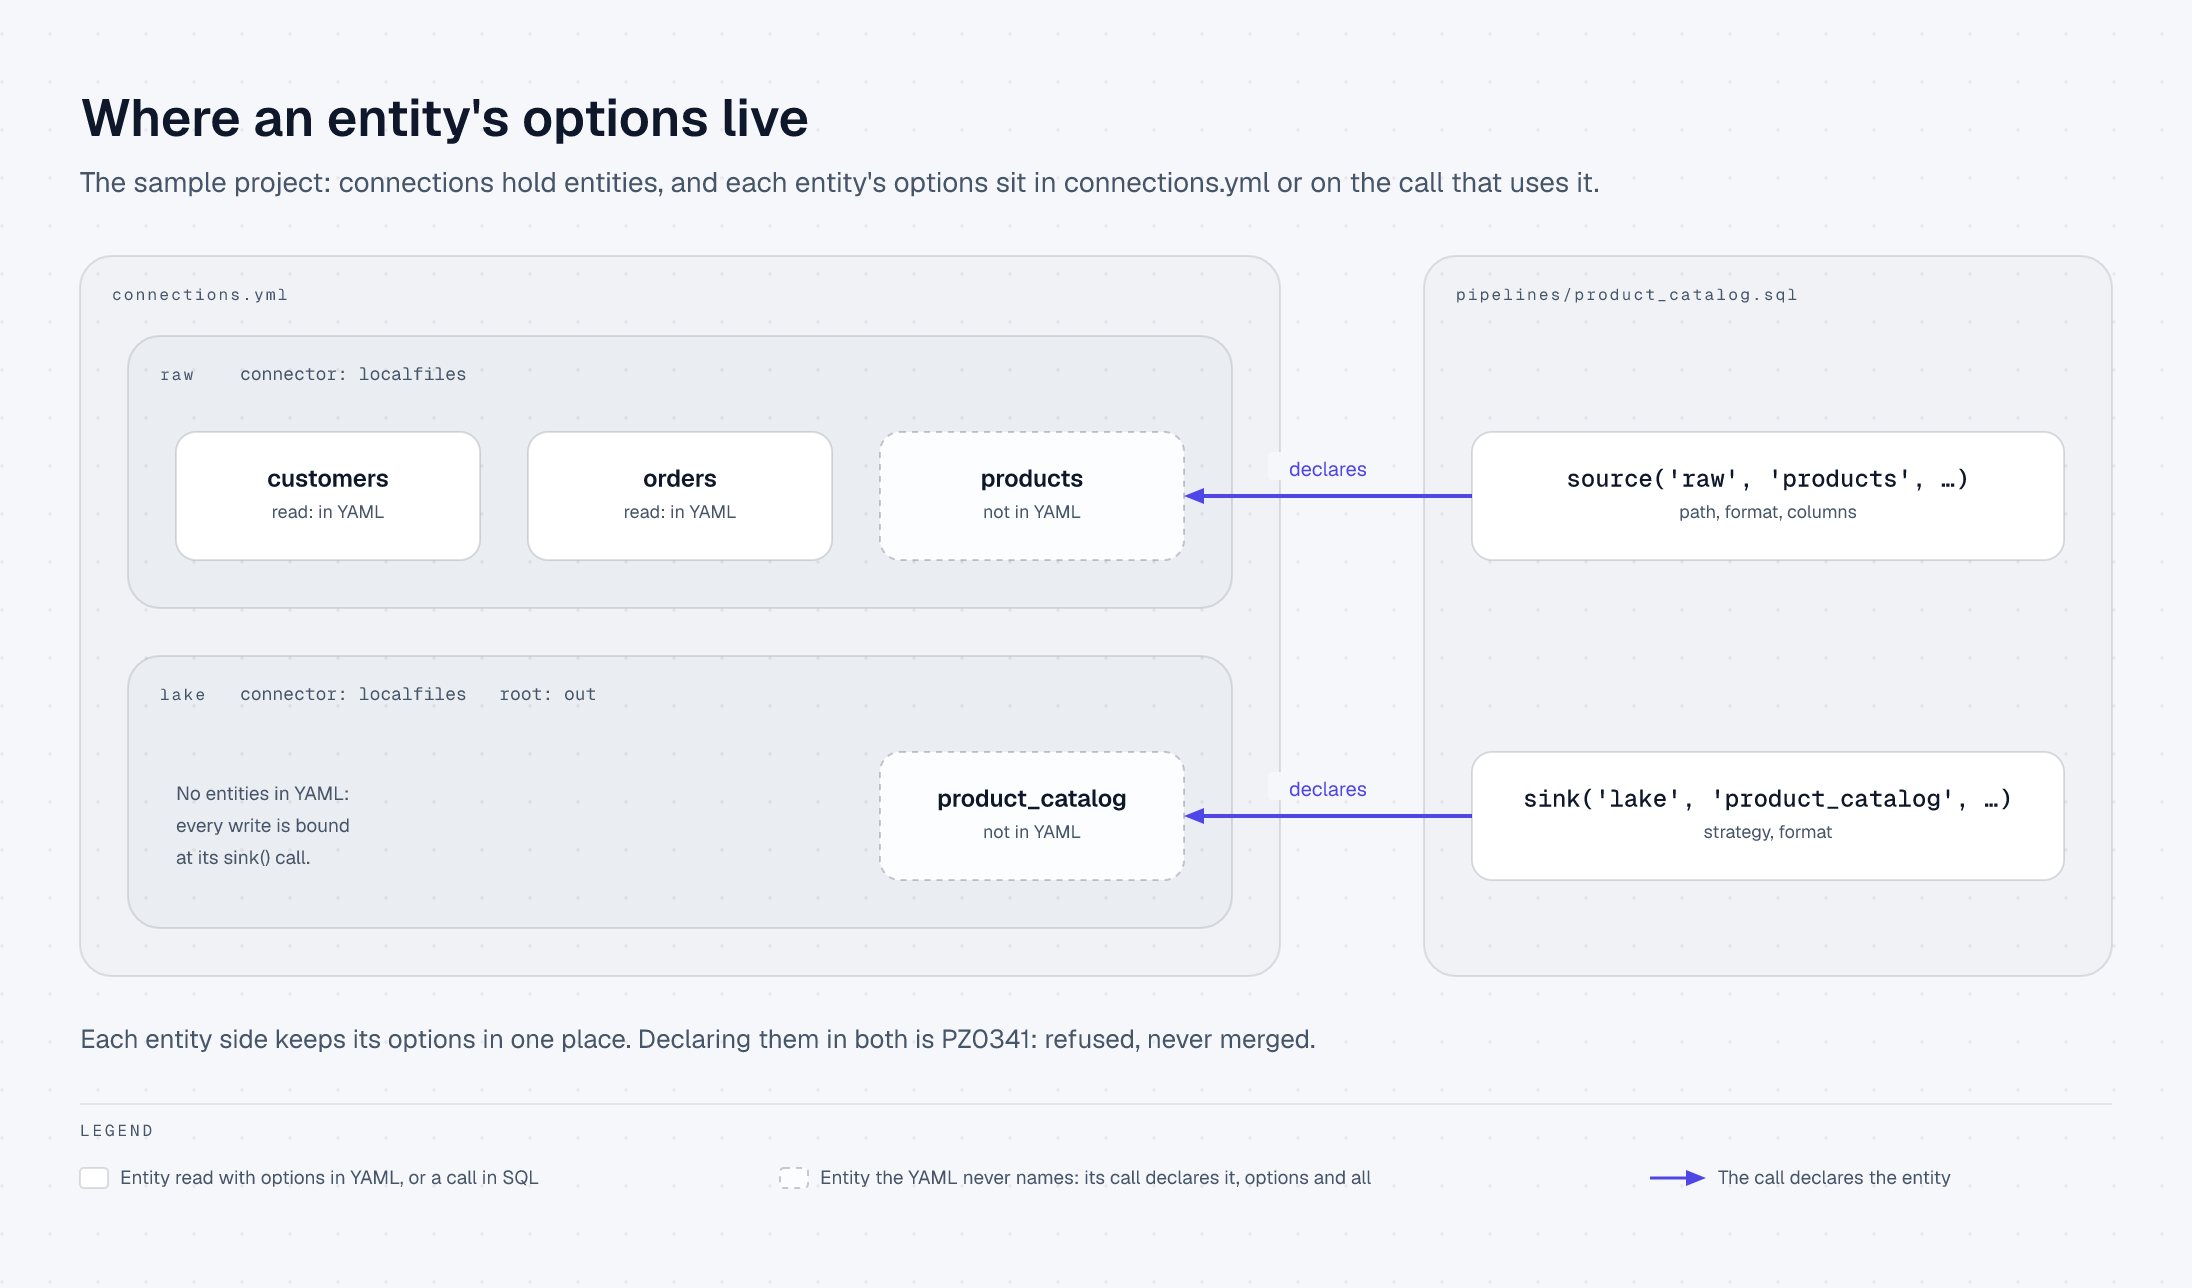 Where an entity's options live
The sample project: connections hold entities, and each entity's options sit in connections.yml or on the call that uses it.
connections.yml
raw connector: localfiles
customers
read: in YAML
orders
read: in YAML
products
not in YAML
lake connector: localfiles root: out
No entities in YAML:
every write is bound
at its sink() call.
product_catalog
not in YAML
declares
declares
pipelines/product_catalog.sql
source('raw', 'products', …)
path, format, columns
sink('lake', 'product_catalog', …)
strategy, format
Each entity side keeps its options in one place. Declaring them in both is PZ0341: refused, never merged.
LEGEND
Entity read with options in YAML, or a call in SQL
Entity the YAML never names: its call declares it, options and all
The call declares the entity